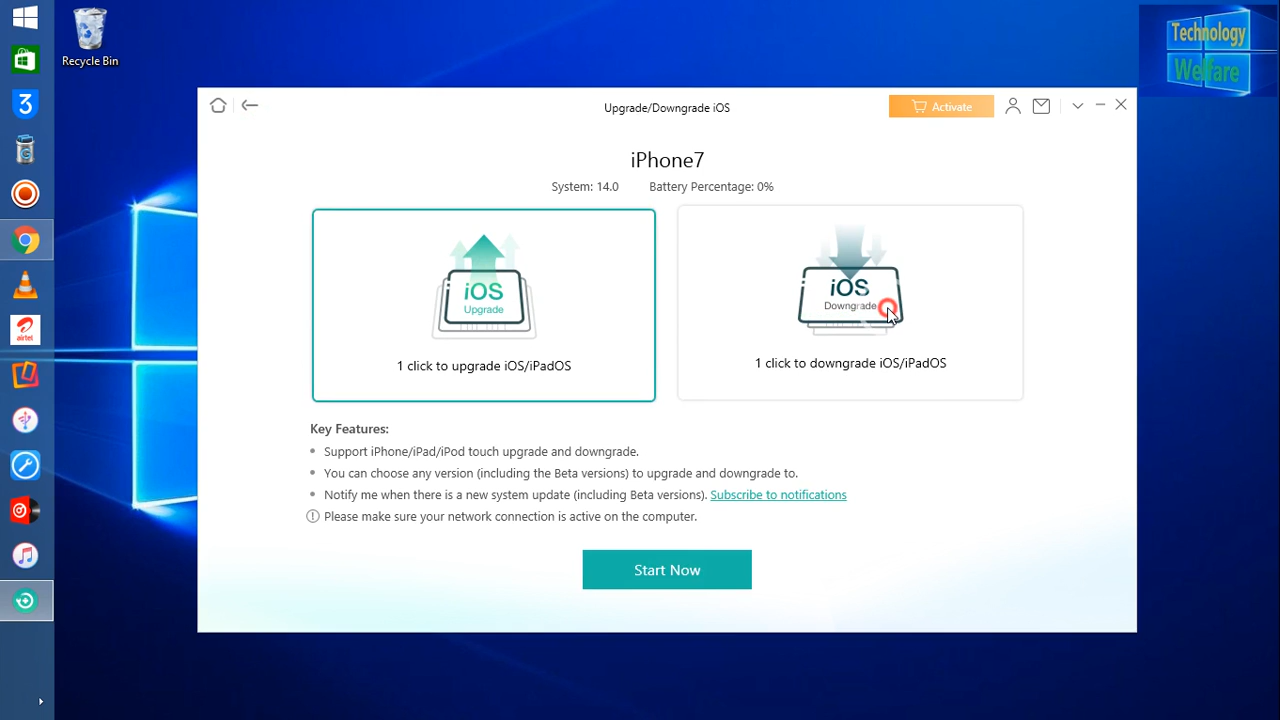 Technology
Welfare
Recycle Bin
Upgrade/Downgrade iOS
Activate
iPhone7
System: 14.0 Battery Percentage: 0%
iOS
Upgrade
1 click to upgrade iOS/iPadOS
iOS
Downgrade
1 click to downgrade iOS/iPadOS
Key Features:
Support iPhone/iPad/iPod touch upgrade and downgrade.
You can choose any version (including the Beta versions) to upgrade and downgrade to.
Notify me when there is a new system update (including Beta versions). Subscribe to notifications
Please make sure your network connection is active on the computer.
Start Now
3
airtel